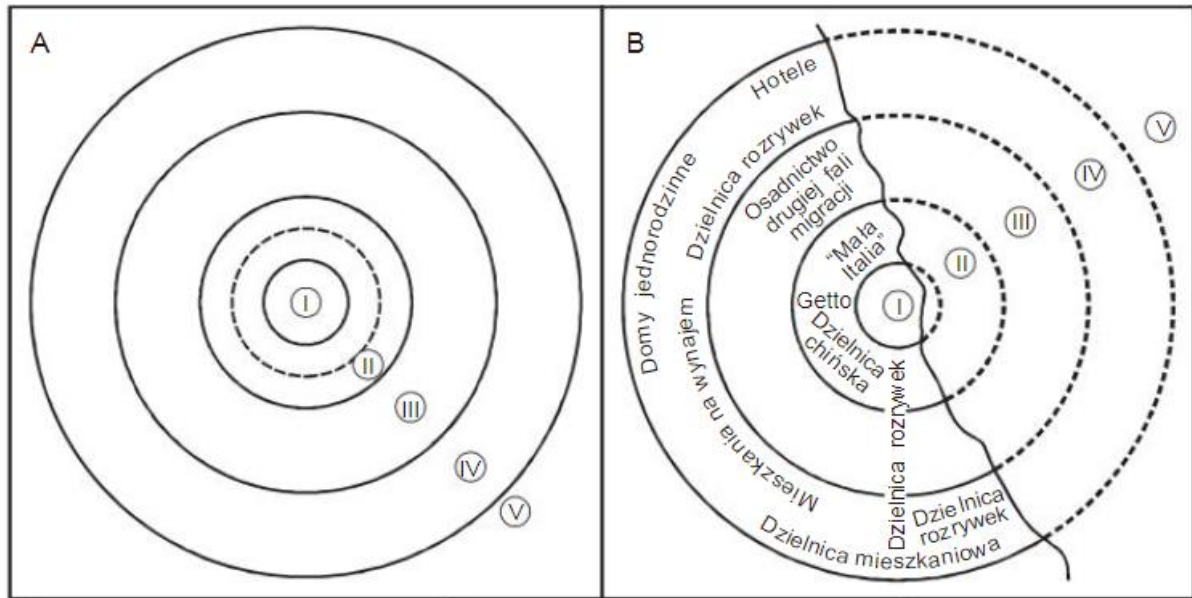 A
I
II
III
IV
V
B
Hotele
Dzielnica rozrywek
Domy jednorodzinne
Osadnictwo
drugiej fali
migracji
"Mała
Italia"
Getto
Dzielnica
chińska
I
II
III
IV
V
Mieszkania na wynajem
Dzielnica rozrywek
Dzielnica
rozrywek
Dzielnica mieszkaniowa